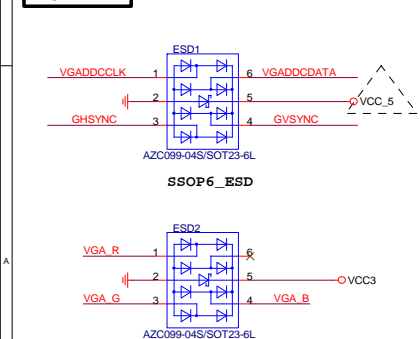 ESD1
VGADDCCLK 1 6 VGADDCDATA
2 5 VCC_5
GHSYNC 3 4 GVSYNC
AZC099-04S/SOT23-6L
SSOP6_ESD
ESD2
VGA_R 1 6
A
2 5 VCC3
VGA_G 3 4 VGA_B
AZC099-04S/SOT23-6L